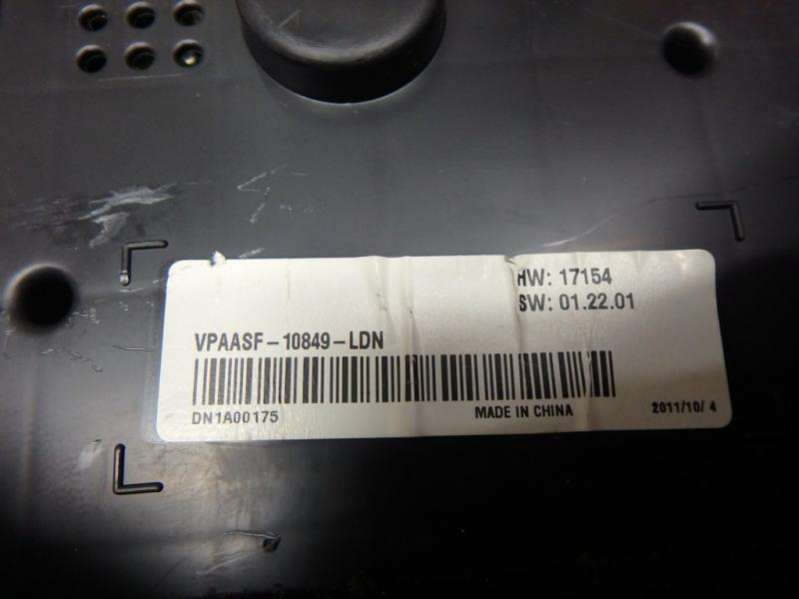 HW: 17154
SW: 01.22.01
VPAASF-10849-LDN
DN1A00175
MADE IN CHINA
2011/10/ 4